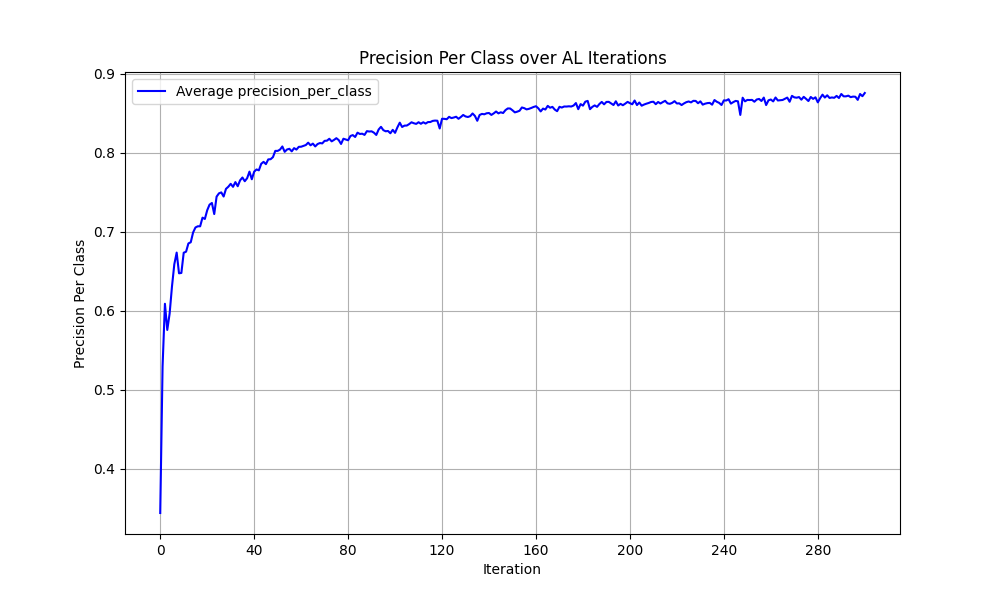 Precision Per Class over AL Iterations
Average precision_per_class
Precision Per Class
0.9
0.8
0.7
0.6
0.5
0.4
0 40 80 120 160 200 240 280
Iteration